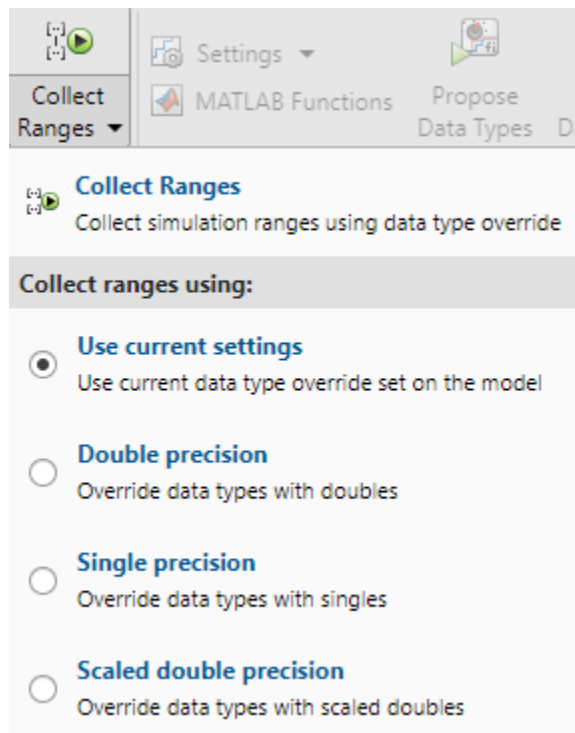 Collect
Ranges
Settings
MATLAB Functions
Propose
Data Types
D
fi
Collect Ranges
Collect simulation ranges using data type override
Collect ranges using:
Use current settings
Use current data type override set on the model
Double precision
Override data types with doubles
Single precision
Override data types with singles
Scaled double precision
Override data types with scaled doubles